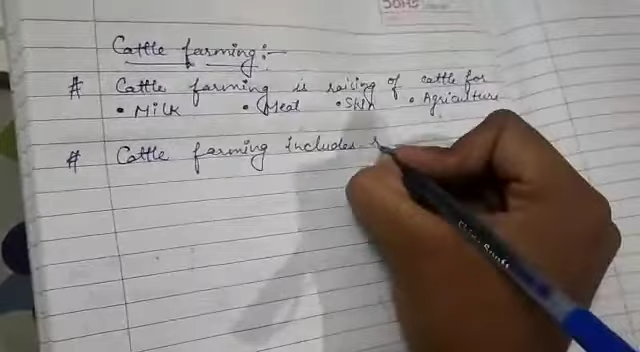 Cattle farming:-
# Cattle farming is raising of cattle for
• Milk • Meat • Skin • Agriculture
# Cattle farming includes